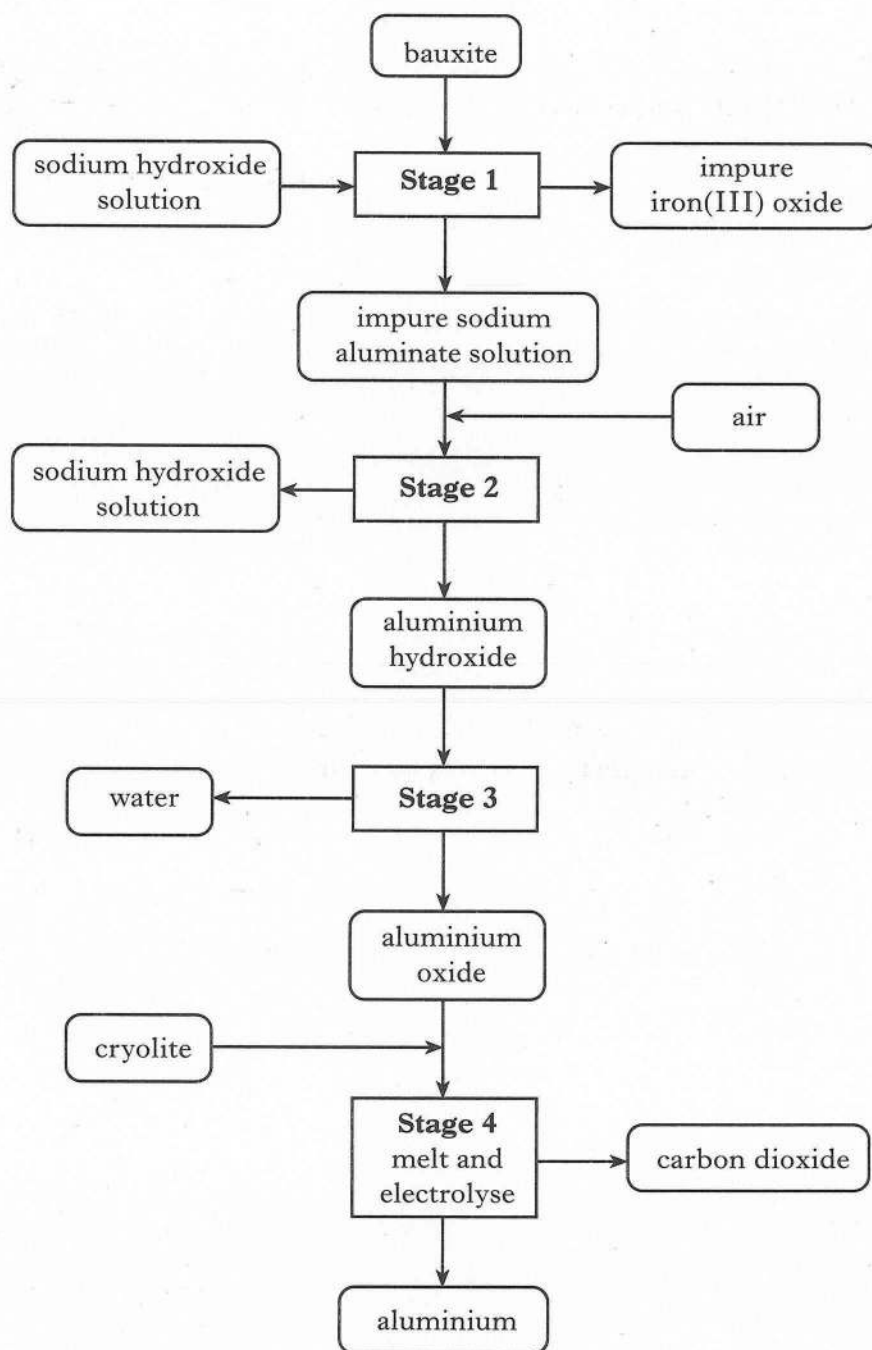 bauxite
sodium hydroxide
solution
Stage 1
impure
iron(III) oxide
impure sodium
aluminate solution
air
sodium hydroxide
solution
Stage 2
aluminium
hydroxide
water
Stage 3
aluminium
oxide
cryolite
Stage 4
melt and
electrolyse
carbon dioxide
aluminium